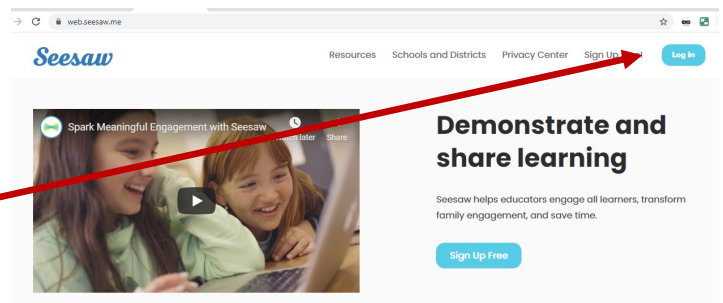 web.seesaw.me
Seesaw
Resources Schools and Districts Privacy Center Sign Up Log In
Spark Meaningful Engagement with Seesaw
later Share
Demonstrate and
share learning
Seesaw helps educators engage all learners, transform
family engagement, and save time.
Sign Up Free